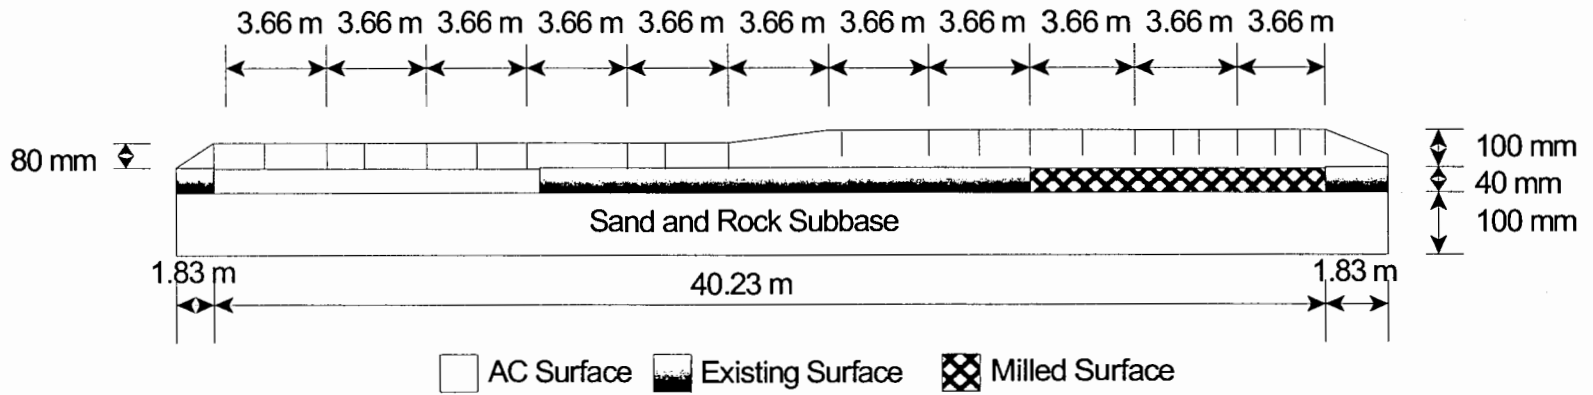 3.66 m 3.66 m 3.66 m 3.66 m 3.66 m 3.66 m 3.66 m 3.66 m 3.66 m 3.66 m 3.66 m
80 mm
100 mm
40 mm
Sand and Rock Subbase
100 mm
1.83 m
40.23 m
1.83 m
AC Surface
Existing Surface
Milled Surface